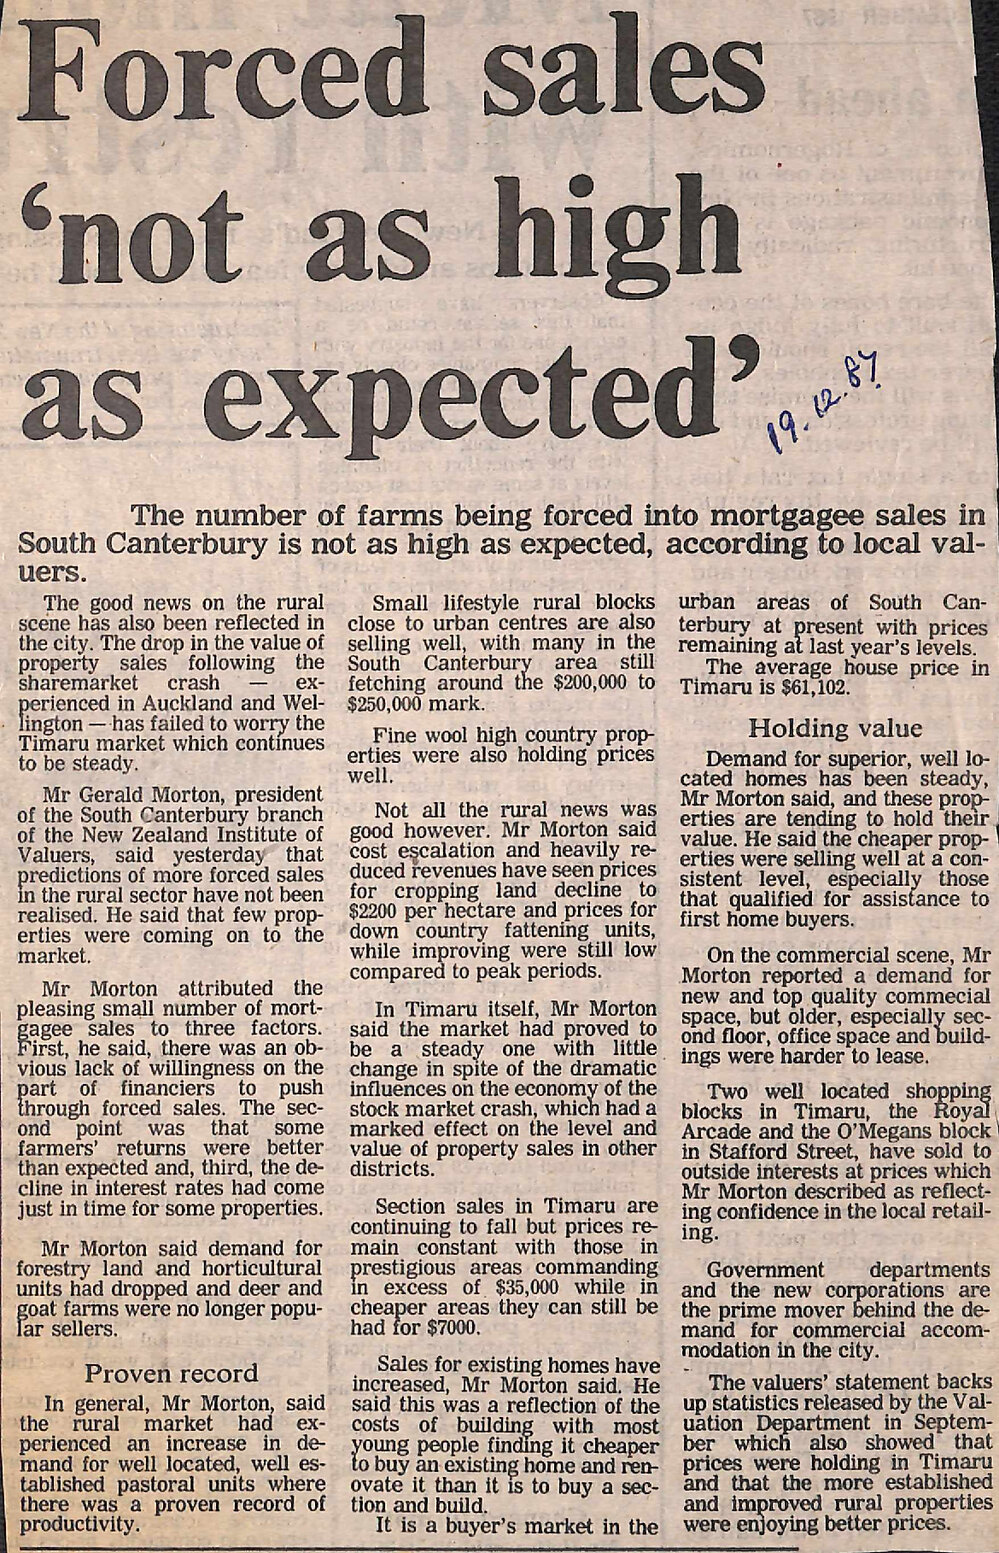 Forced sales
‘not as high
as expected’
19.12.87
The number of farms being forced into mortgagee sales in
South Canterbury is not as high as expected, according to local val-
uers.
The good news on the rural
scene has also been reflected in
the city. The drop in the value of
property sales following the
sharemarket crash — ex-
perienced in Auckland and Wel-
lington — has failed to worry the
Timaru market which continues
to be steady.
Mr Gerald Morton, president
of the South Canterbury branch
of the New Zealand Institute of
Valuers, said yesterday that
predictions of more forced sales
in the rural sector have not been
realised. He said that few prop-
erties were coming on to the
market.
Mr Morton attributed the
pleasing small number of mort-
gagee sales to three factors.
First, he said, there was an ob-
vious lack of willingness on the
part of financiers to push
through forced sales. The sec-
ond point was that some
farmers’ returns were better
than expected and, third, the de-
cline in interest rates had come
just in time for some properties.
Mr Morton said demand for
forestry land and horticultural
units had dropped and deer and
goat farms were no longer popu-
lar sellers.
Proven record
In general, Mr Morton, said
the rural market had ex-
perienced an increase in de-
mand for well located, well es-
tablished pastoral units where
there was a proven record of
productivity.
Small lifestyle rural blocks
close to urban centres are also
selling well, with many in the
South Canterbury area still
fetching around the $200,000 to
$250,000 mark.
Fine wool high country prop-
erties were also holding prices
well.
Not all the rural news was
good however. Mr Morton said
cost escalation and heavily re-
duced revenues have seen prices
for cropping land decline to
$2200 per hectare and prices for
down country fattening units,
while improving were still low
compared to peak periods.
In Timaru itself, Mr Morton
said the market had proved to
be a steady one with little
change in spite of the dramatic
influences on the economy of the
stock market crash, which had a
marked effect on the level and
value of property sales in other
districts.
Section sales in Timaru are
continuing to fall but prices re-
main constant with those in
prestigious areas commanding
in excess of $35,000 while in
cheaper areas they can still be
had for $7000.
Sales for existing homes have
increased, Mr Morton said. He
said this was a reflection of the
costs of building with most
young people finding it cheaper
to buy an existing home and ren-
ovate it than it is to buy a sec-
tion and build.
It is a buyer’s market in the
urban areas of South Can-
terbury at present with prices
remaining at last year’s levels.
The average house price in
Timaru is $61,102.
Holding value
Demand for superior, well lo-
cated homes has been steady,
Mr Morton said, and these prop-
erties are tending to hold their
value. He said the cheaper prop-
erties were selling well at a con-
sistent level, especially those
that qualified for assistance to
first home buyers.
On the commercial scene, Mr
Morton reported a demand for
new and top quality commecial
space, but older, especially sec-
ond floor, office space and build-
ings were harder to lease.
Two well located shopping
blocks in Timaru, the Royal
Arcade and the O’Megans block
in Stafford Street, have sold to
outside interests at prices which
Mr Morton described as reflect-
ing confidence in the local retail-
ing.
Government departments
and the new corporations are
the prime mover behind the de-
mand for commercial accom-
modation in the city.
The valuers’ statement backs
up statistics released by the Val-
uation Department in Septem-
ber which also showed that
prices were holding in Timaru
and that the more established
and improved rural properties
were enjoying better prices.